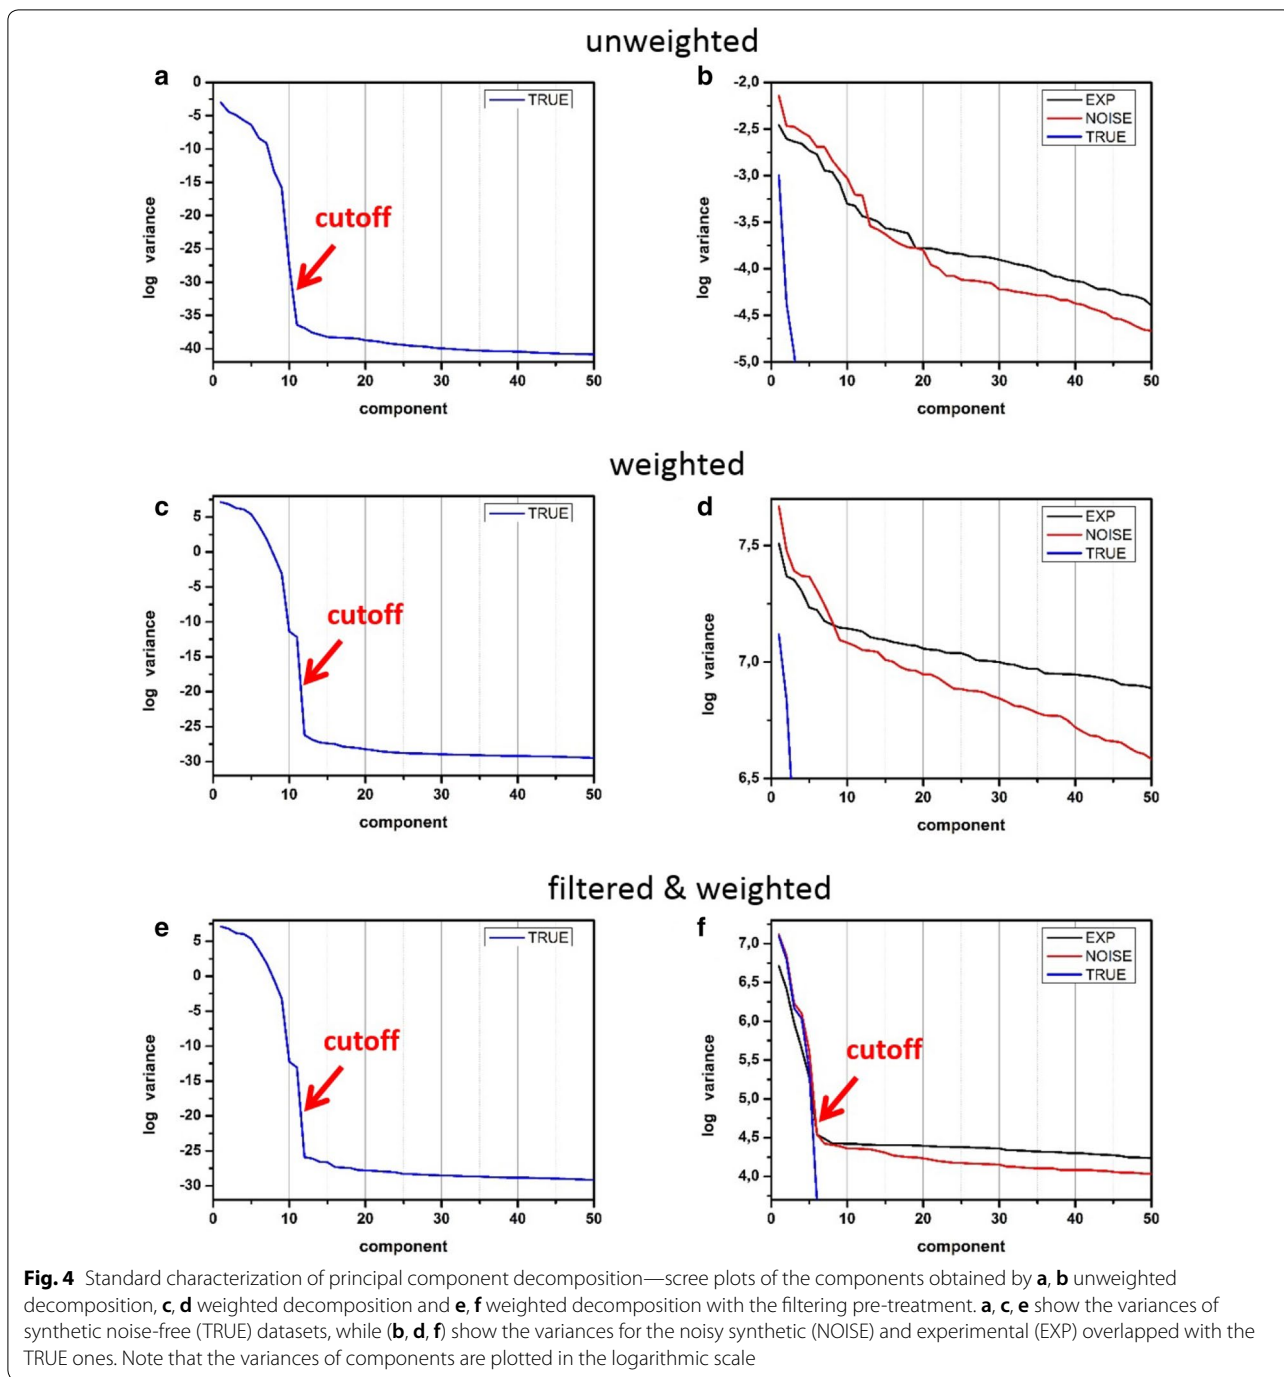 unweighted
a
0
-5
-10
-15
-20
-25
-30
-35
-40
log variance
TRUE
cutoff
0 10 20 30 40 50
component
b
-2,0
-2,5
-3,0
-3,5
-4,0
-4,5
-5,0
log variance
EXP
NOISE
TRUE
0 10 20 30 40 50
component
weighted
c
5
0
-5
-10
-15
-20
-25
-30
log variance
TRUE
cutoff
0 10 20 30 40 50
component
d
7,5
7,0
6,5
log variance
EXP
NOISE
TRUE
0 10 20 30 40 50
component
filtered & weighted
e
5
0
-5
-10
-15
-20
-25
-30
log variance
TRUE
cutoff
0 10 20 30 40 50
component
f
7,0
6,5
6,0
5,5
5,0
4,5
4,0
log variance
EXP
NOISE
TRUE
cutoff
0 10 20 30 40 50
component
Fig. 4 Standard characterization of principal component decomposition—scree plots of the components obtained by a, b unweighted
decomposition, c, d weighted decomposition and e, f weighted decomposition with the filtering pre-treatment. a, c, e show the variances of
synthetic noise-free (TRUE) datasets, while (b, d, f) show the variances for the noisy synthetic (NOISE) and experimental (EXP) overlapped with the
TRUE ones. Note that the variances of components are plotted in the logarithmic scale